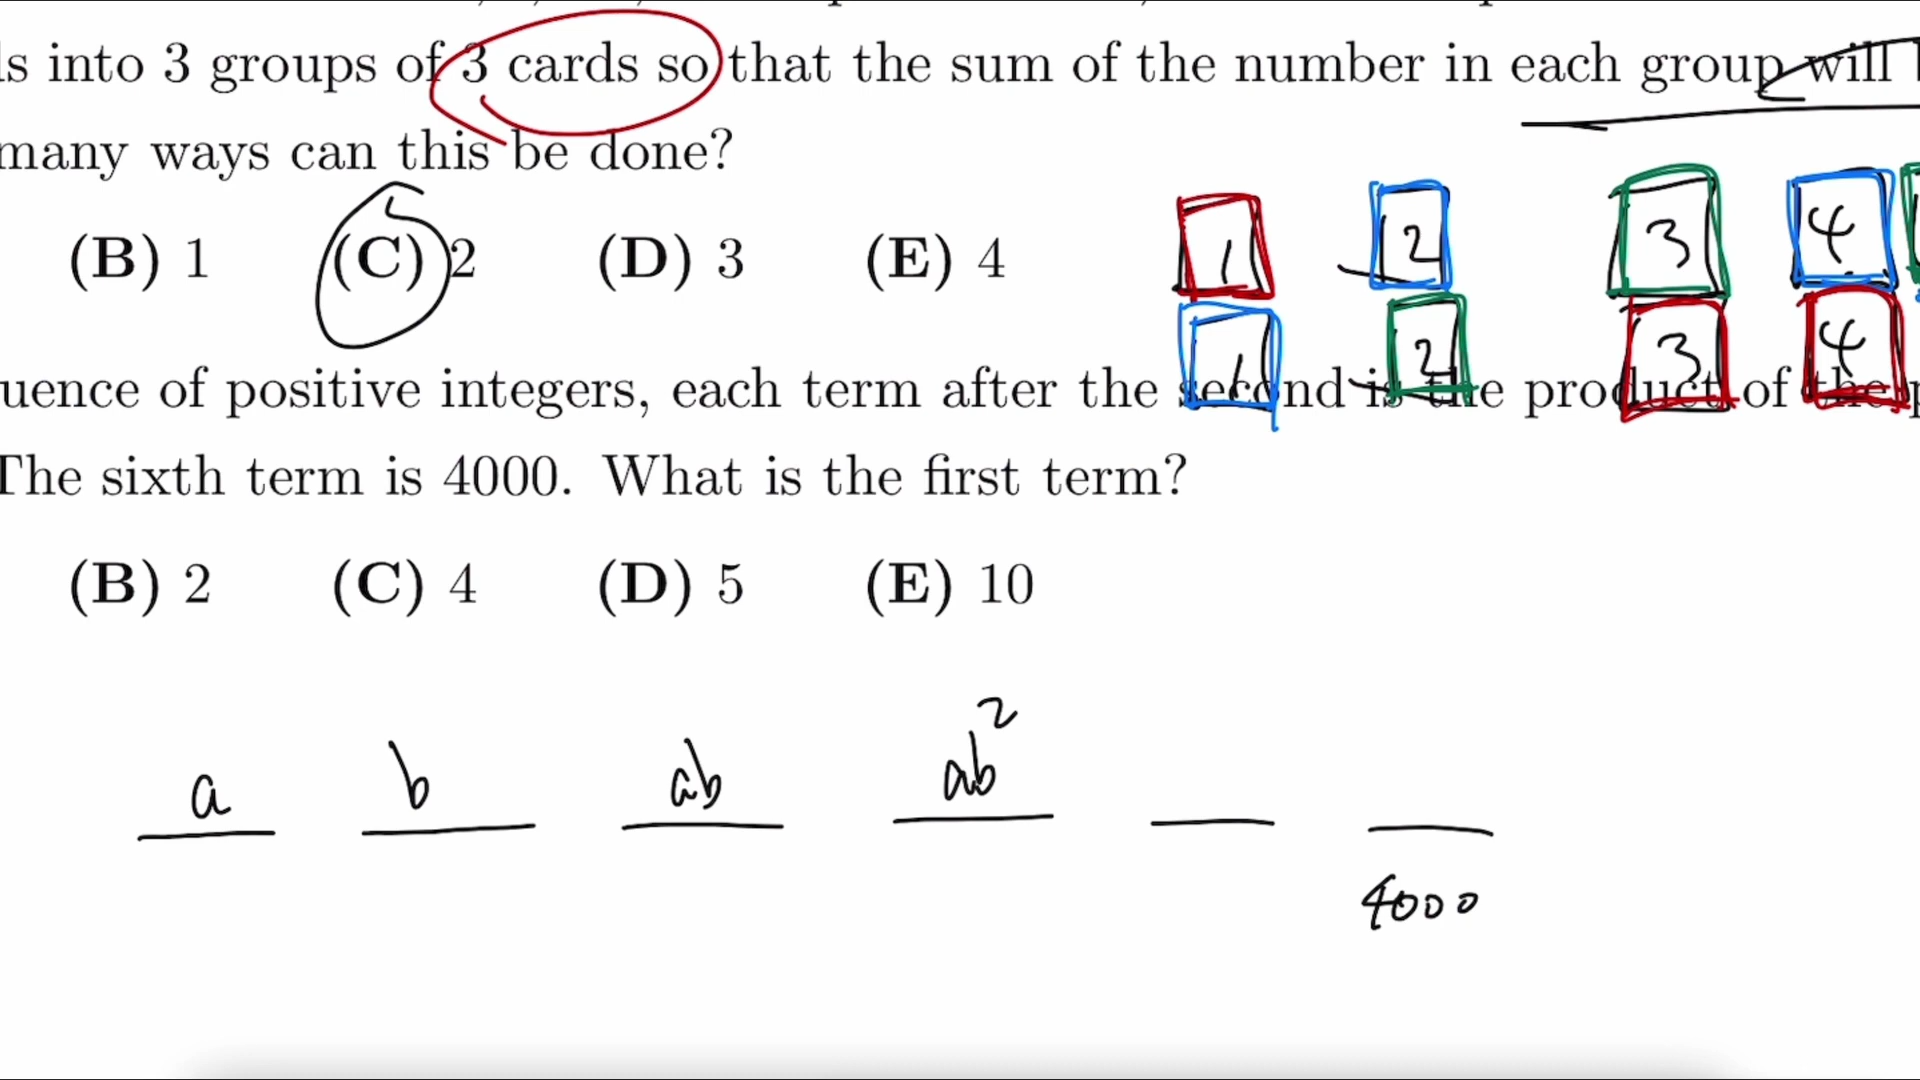 ls into 3 groups of 3 cards so that the sum of the number in each group will
many ways can this be done?
(B) 1 (C) 2 (D) 3 (E) 4
1 2 3 4
1 2 3 4
uence of positive integers, each term after the second is the product of the p
The sixth term is 4000. What is the first term?
(B) 2 (C) 4 (D) 5 (E) 10
a b ab ab²
4000